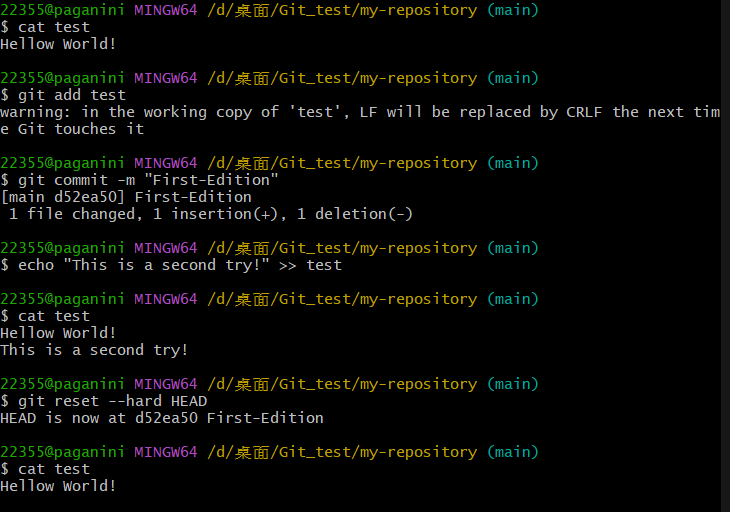 22355@paganini MINGW64 /d/桌面/Git_test/my-repository (main)
$ cat test
Hellow World!
22355@paganini MINGW64 /d/桌面/Git_test/my-repository (main)
$ git add test
warning: in the working copy of 'test', LF will be replaced by CRLF the next tim
e Git touches it
22355@paganini MINGW64 /d/桌面/Git_test/my-repository (main)
$ git commit -m "First-Edition"
[main d52ea50] First-Edition
 1 file changed, 1 insertion(+), 1 deletion(-)
22355@paganini MINGW64 /d/桌面/Git_test/my-repository (main)
$ echo "This is a second try!" >> test
22355@paganini MINGW64 /d/桌面/Git_test/my-repository (main)
$ cat test
Hellow World!
This is a second try!
22355@paganini MINGW64 /d/桌面/Git_test/my-repository (main)
$ git reset --hard HEAD
HEAD is now at d52ea50 First-Edition
22355@paganini MINGW64 /d/桌面/Git_test/my-repository (main)
$ cat test
Hellow World!